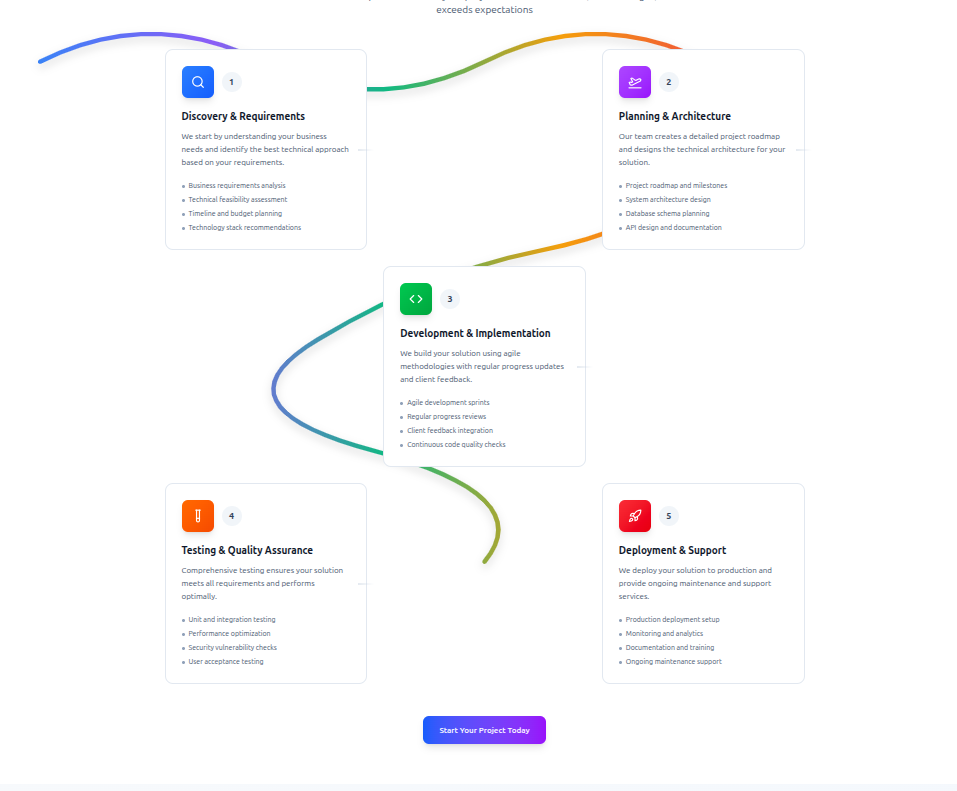 exceeds expectations
1
Discovery & Requirements
We start by understanding your business
needs and identify the best technical approach
based on your requirements.
Business requirements analysis
Technical feasibility assessment
Timeline and budget planning
Technology stack recommendations
2
Planning & Architecture
Our team creates a detailed project roadmap
and designs the technical architecture for your
solution.
Project roadmap and milestones
System architecture design
Database schema planning
API design and documentation
3
Development & Implementation
We build your solution using agile
methodologies with regular progress updates
and client feedback.
Agile development sprints
Regular progress reviews
Client feedback integration
Continuous code quality checks
4
Testing & Quality Assurance
Comprehensive testing ensures your solution
meets all requirements and performs
optimally.
Unit and integration testing
Performance optimization
Security vulnerability checks
User acceptance testing
5
Deployment & Support
We deploy your solution to production and
provide ongoing maintenance and support
services.
Production deployment setup
Monitoring and analytics
Documentation and training
Ongoing maintenance support
Start Your Project Today